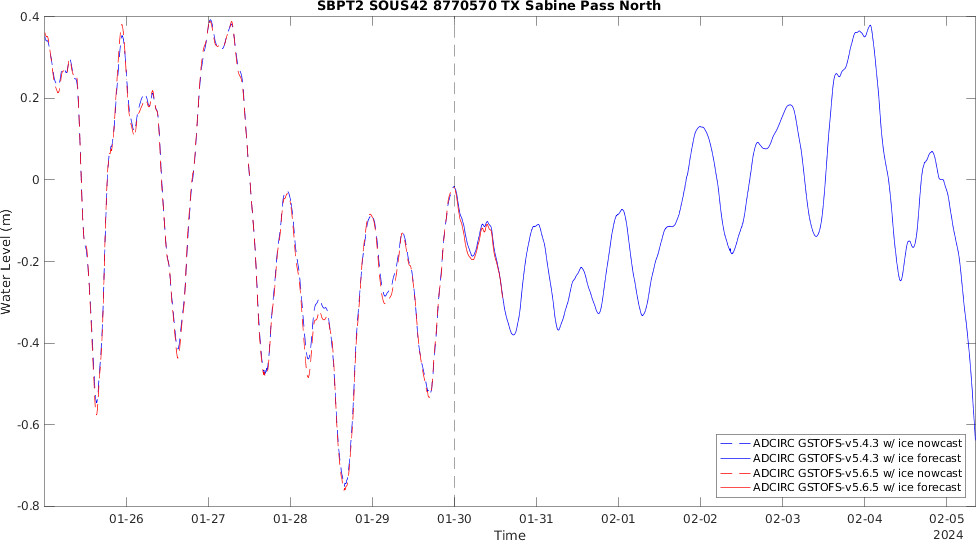 SBPT2 SOUS42 8770570 TX Sabine Pass North
Water Level (m)
0.4
0.2
0
-0.2
-0.4
-0.6
-0.8
ADCIRC GSTOFS-v5.4.3 w/ ice nowcast
ADCIRC GSTOFS-v5.4.3 w/ ice forecast
ADCIRC GSTOFS-v5.6.5 w/ ice nowcast
ADCIRC GSTOFS-v5.6.5 w/ ice forecast
01-26 01-27 01-28 01-29 01-30 01-31 02-01 02-02 02-03 02-04 02-05
Time
2024